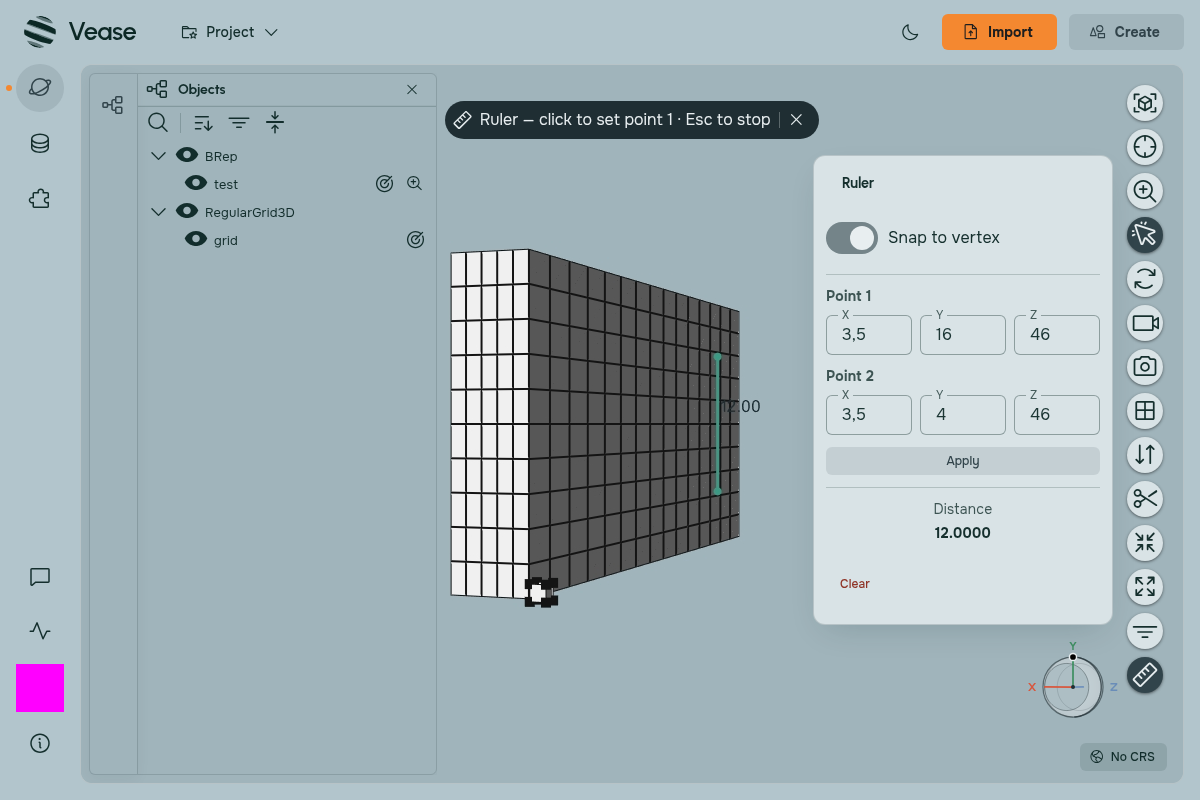 Vease
Project
Import
Create
Objects
BRep
test
RegularGrid3D
grid
Ruler — click to set point 1 · Esc to stop
Ruler
Snap to vertex
Point 1
X
Y
Z
3,5
16
46
Point 2
X
Y
Z
3,5
4
46
Apply
Distance
12.0000
Clear
12.00
Y
X
Z
No CRS